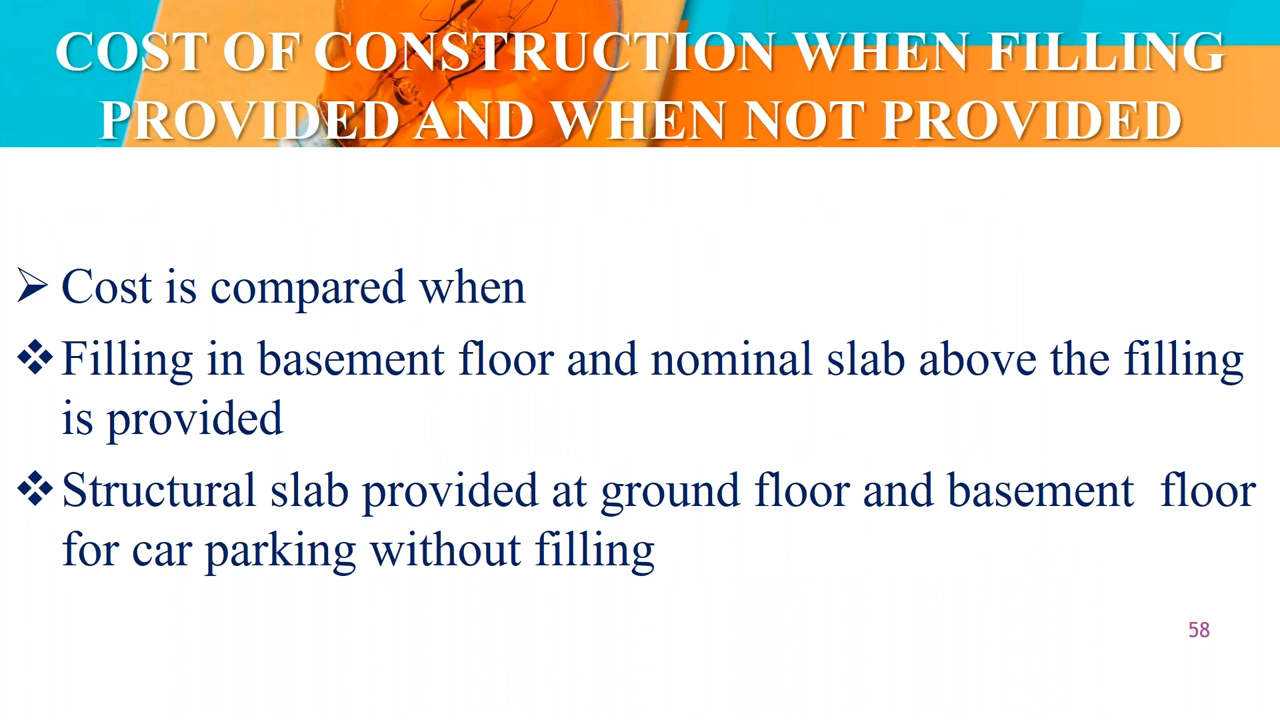 COST OF CONSTRUCTION WHEN FILLING
PROVIDED AND WHEN NOT PROVIDED
Cost is compared when
Filling in basement floor and nominal slab above the filling
is provided
Structural slab provided at ground floor and basement  floor
for car parking without filling
58